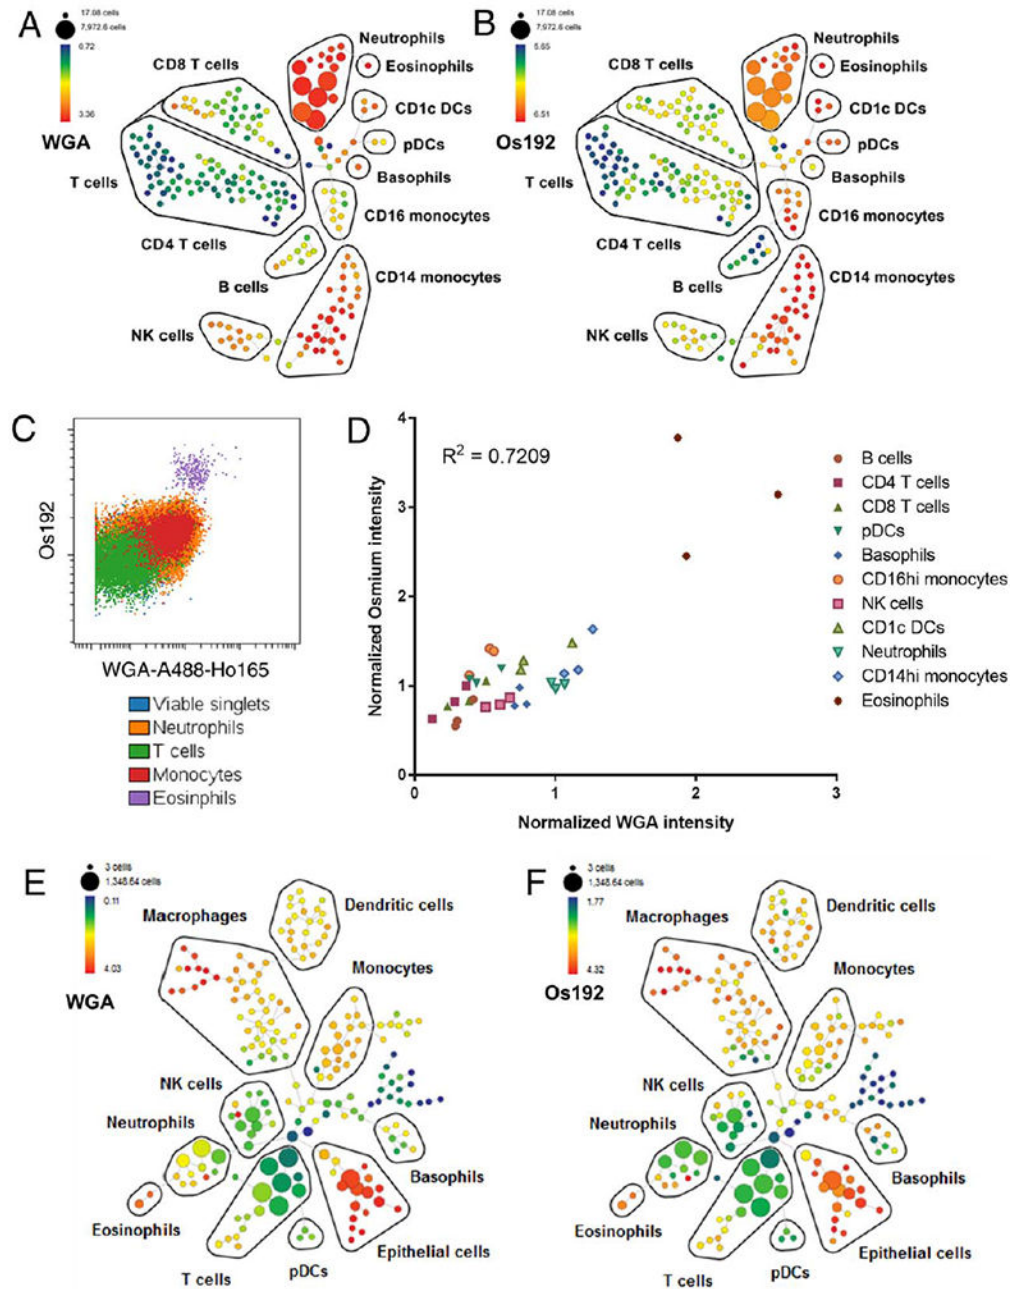 A
17.08 cells
7,972.6 cells
0.72
3.36
WGA
CD8 T cells
Neutrophils
Eosinophils
CD1c DCs
pDCs
Basophils
T cells
CD16 monocytes
CD4 T cells
CD14 monocytes
B cells
NK cells
B
17.08 cells
7,972.6 cells
5.65
6.51
Os192
CD8 T cells
Neutrophils
Eosinophils
CD1c DCs
pDCs
Basophils
T cells
CD16 monocytes
CD4 T cells
CD14 monocytes
B cells
NK cells
C
Os192
WGA-A488-Ho165
Viable singlets
Neutrophils
T cells
Monocytes
Eosinphils
D
R2 = 0.7209
Normalized Osmium intensity
4
3
2
1
0
0 1 2 3
Normalized WGA intensity
B cells
CD4 T cells
CD8 T cells
pDCs
Basophils
CD16hi monocytes
NK cells
CD1c DCs
Neutrophils
CD14hi monocytes
Eosinophils
E
3 cells
1,348.64 cells
0.11
4.03
WGA
Macrophages
Dendritic cells
Monocytes
NK cells
Neutrophils
Basophils
Eosinophils
Epithelial cells
T cells
pDCs
F
3 cells
1,348.64 cells
1.77
4.32
Os192
Macrophages
Dendritic cells
Monocytes
NK cells
Neutrophils
Basophils
Eosinophils
Epithelial cells
T cells
pDCs